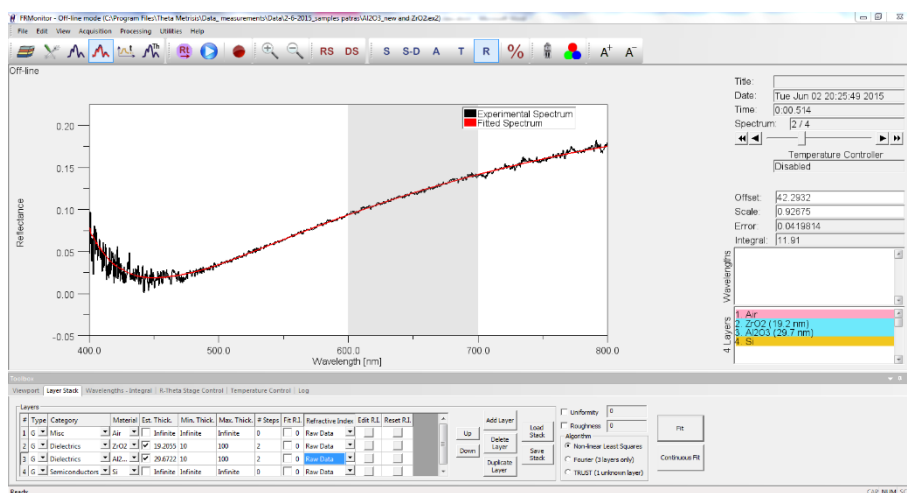 FRMonitor - Off-line mode (C:\Program Files\Theta Metrisis\Data_ measurements\Data\2-6-2015_samples patras\Al2O3_new and ZrO2.ex2)
File Edit View Acquisition Processing Utilities Help
Rt Th RS DS S S-D A T R % A+ A-
Off-line
Title:
Date: Tue Jun 02 20:25:49 2015
Time: 0:00.514
Spectrum: 2 / 4
Temperature Controller
Disabled
Offset: 42.2932
Scale: 0.92675
Error: 0.0419814
Integral: 11.91
Wavelengths
4 Layers
1. Air
2. ZrO2 (19.2 nm)
3. Al2O3 (29.7 nm)
4. Si
Experimental Spectrum
Fitted Spectrum
Reflectance
0.20
0.15
0.10
0.05
0.00
-0.05
400.0 500.0 600.0 700.0 800.0
Wavelength [nm]
Toolbox
Viewport Layer Stack Wavelengths - Integral R-Theta Stage Control Temperature Control Log
Layers
# Type Category Material Est. Thick. Min. Thick. Max. Thick. # Steps Fit R.I. Refractive Index Edit R.I. Reset R.I.
1 G Misc Air Infinite Infinite Infinite 0 0 Raw Data
2 G Dielectrics ZrO2 19.2055 10 100 2 0 Raw Data
3 G Dielectrics Al2... 29.6722 10 100 2 0 Raw Data
4 G Semiconductors Si Infinite Infinite Infinite 0 0 Raw Data
Up
Down
Add Layer
Delete Layer
Duplicate Layer
Load Stack
Save Stack
Uniformity 0
Roughness 0
Algorithm
Non-linear Least Squares
Fourier (3 layers only)
TRUST (1 unknown layer)
Fit
Continuous Fit
Ready
CAP NUM SC